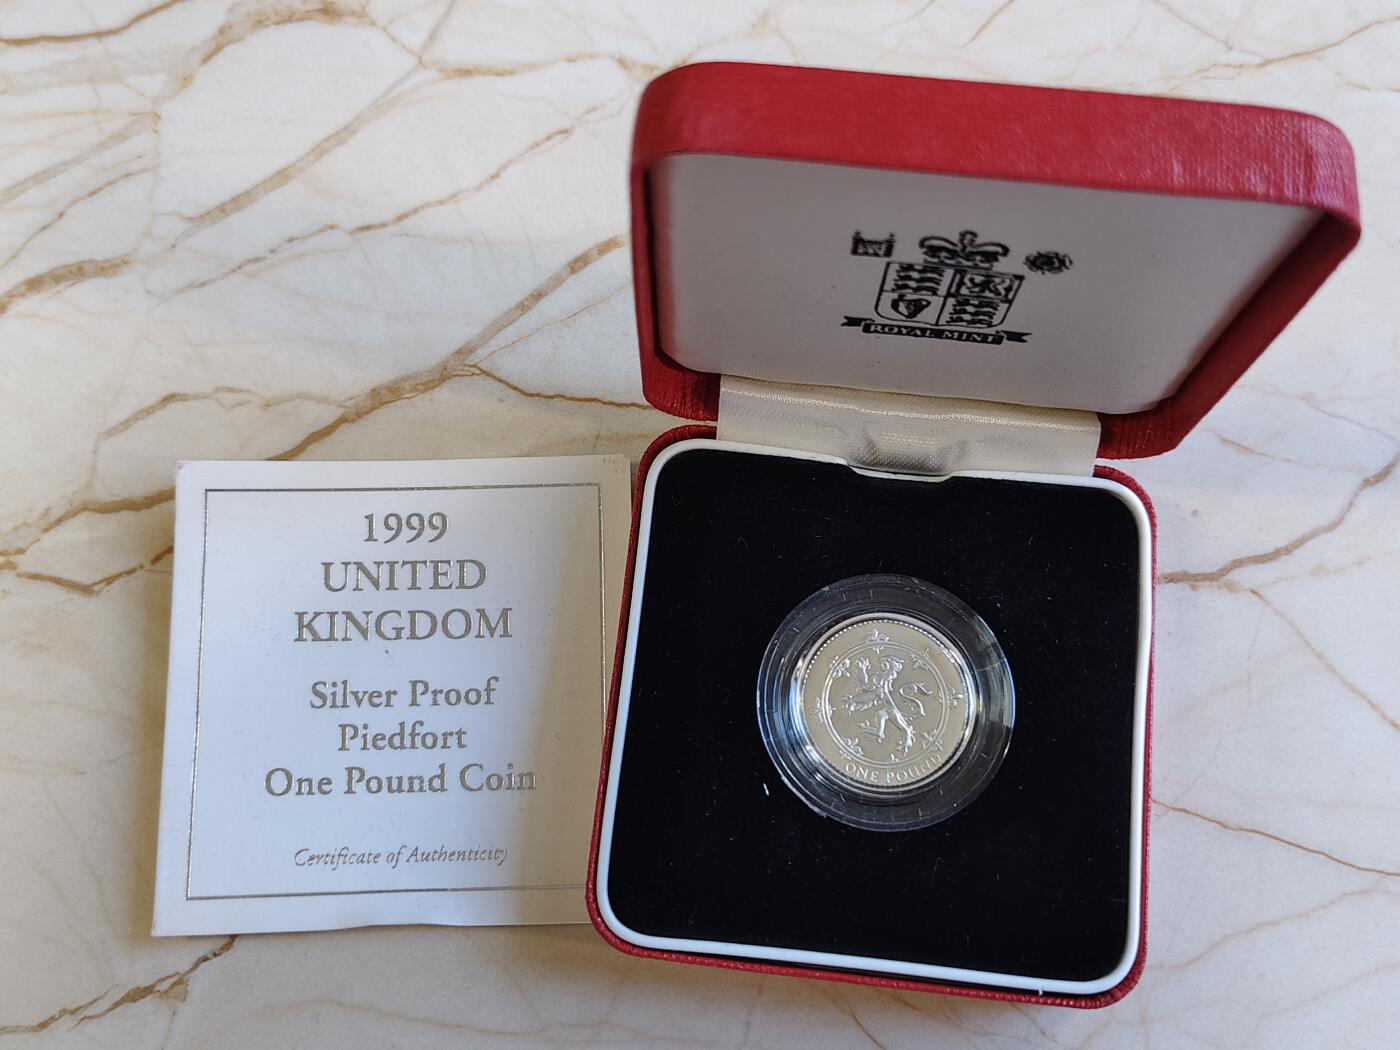 1999
UNITED
KINGDOM
Silver Proof
Piedfort
One Pound Coin
Certificate of Authenticity
ROYAL MINT
ONE POUND